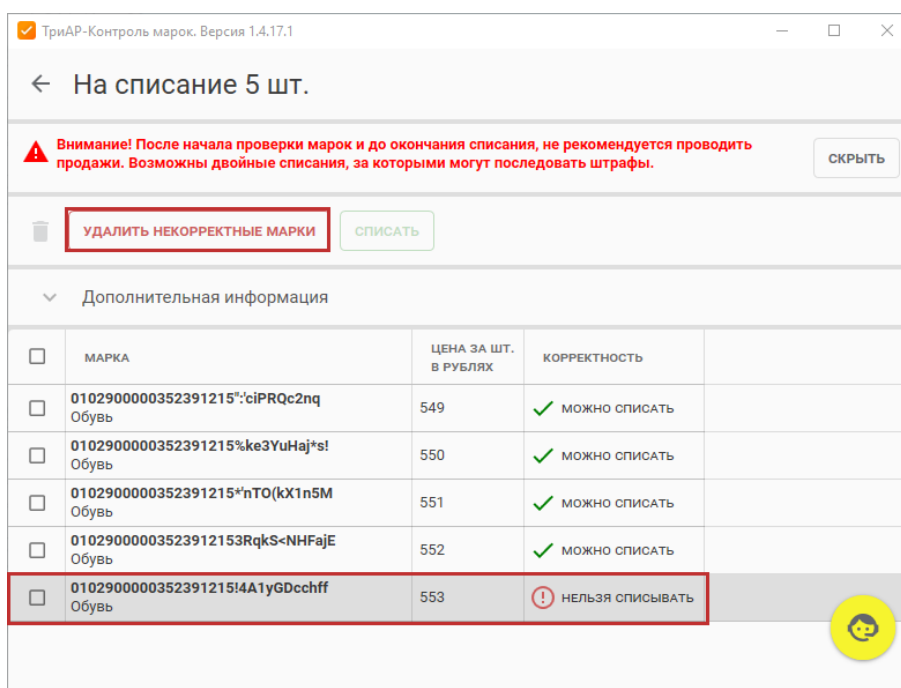 ТриАР-Контроль марок. Версия 1.4.17.1
На списание 5 шт.
Внимание! После начала проверки марок и до окончания списания, не рекомендуется проводить
продажи. Возможны двойные списания, за которыми могут последовать штрафы.
СКРЫТЬ
УДАЛИТЬ НЕКОРРЕКТНЫЕ МАРКИ
СПИСАТЬ
Дополнительная информация
МАРКА
ЦЕНА ЗА ШТ.
В РУБЛЯХ
КОРРЕКТНОСТЬ
0102900000352391215":'ciPRQc2nq
Обувь
549
МОЖНО СПИСАТЬ
0102900000352391215%ke3YuHaj*s!
Обувь
550
МОЖНО СПИСАТЬ
0102900000352391215*'nTO(kX1n5M
Обувь
551
МОЖНО СПИСАТЬ
01029000003523912153RqkS<NHFajE
Обувь
552
МОЖНО СПИСАТЬ
0102900000352391215!4A1yGDcchff
Обувь
553
НЕЛЬЗЯ СПИСЫВАТЬ